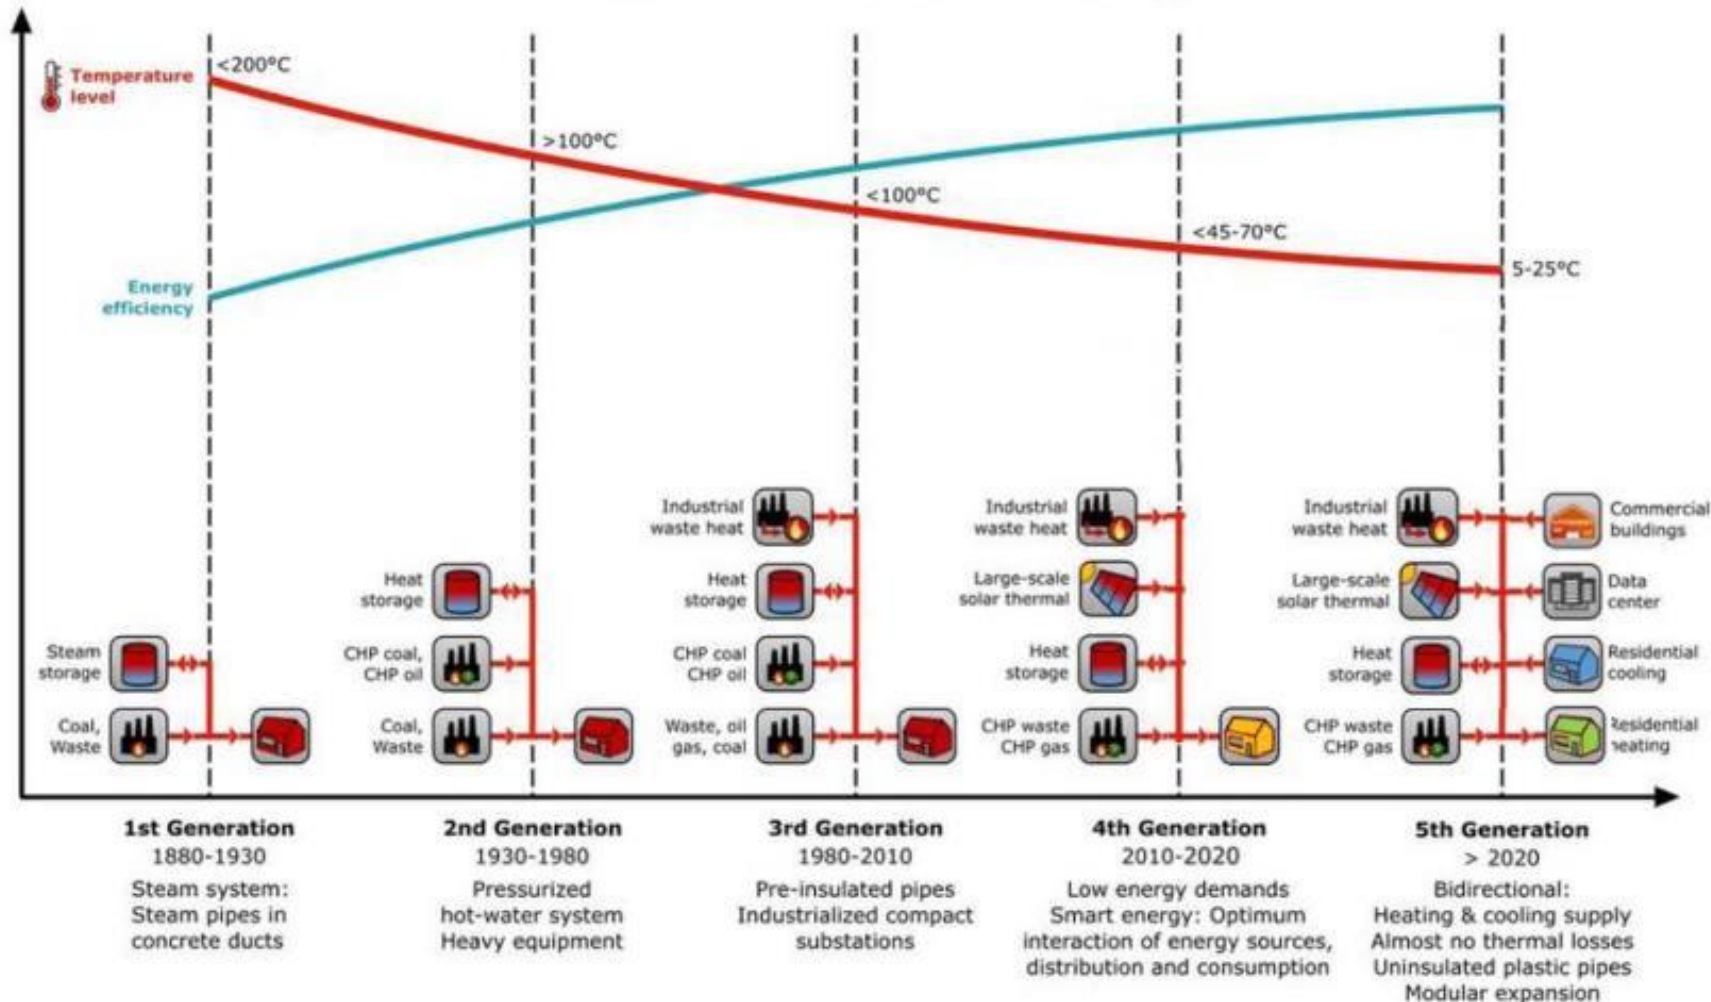 Temperature
level
<200°C
>100°C
<100°C
<45-70°C
5-25°C
Energy
efficiency
Steam
storage
Coal,
Waste
Heat
storage
CHP coal,
CHP oil
Coal,
Waste
Industrial
waste heat
Heat
storage
CHP coal
CHP oil
Waste, oil
gas, coal
Industrial
waste heat
Large-scale
solar thermal
Heat
storage
CHP waste
CHP gas
Industrial
waste heat
Large-scale
solar thermal
Heat
storage
CHP waste
CHP gas
Commercial
buildings
Data
center
Residential
cooling
Residential
heating
1st Generation
1880-1930
Steam system:
Steam pipes in
concrete ducts
2nd Generation
1930-1980
Pressurized
hot-water system
Heavy equipment
3rd Generation
1980-2010
Pre-insulated pipes
Industrialized compact
substations
4th Generation
2010-2020
Low energy demands
Smart energy: Optimum
interaction of energy sources,
distribution and consumption
5th Generation
> 2020
Bidirectional:
Heating & cooling supply
Almost no thermal losses
Uninsulated plastic pipes
Modular expansion